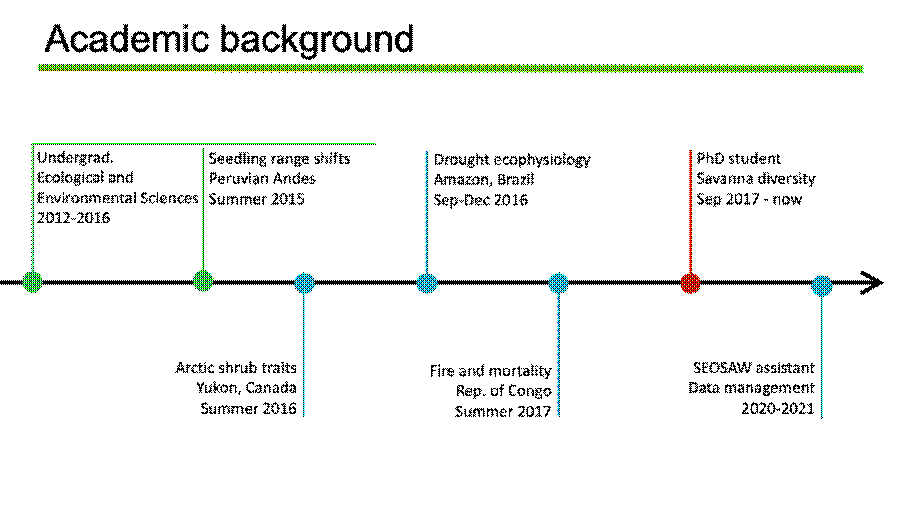 Academic background
Undergrad.
Ecological and
Environmental Sciences
2012-2016
Seedling range shifts
Peruvian Andes
Summer 2015
Drought ecophysiology
Amazon, Brazil
Sep-Dec 2016
PhD student
Savanna diversity
Sep 2017 - now
Arctic shrub traits
Yukon, Canada
Summer 2016
Fire and mortality
Rep. of Congo
Summer 2017
SEOSAW assistant
Data management
2020-2021